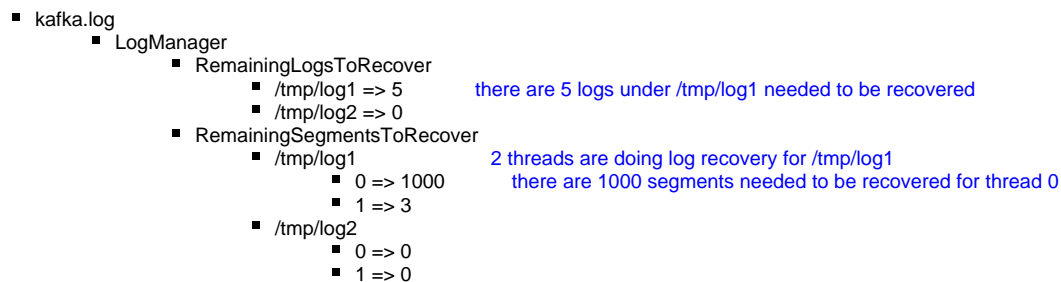 kafka.log
LogManager
RemainingLogsToRecover
/tmp/log1 => 5 there are 5 logs under /tmp/log1 needed to be recovered
/tmp/log2 => 0
RemainingSegmentsToRecover
/tmp/log1 2 threads are doing log recovery for /tmp/log1
0 => 1000 there are 1000 segments needed to be recovered for thread 0
1 => 3
/tmp/log2
0 => 0
1 => 0